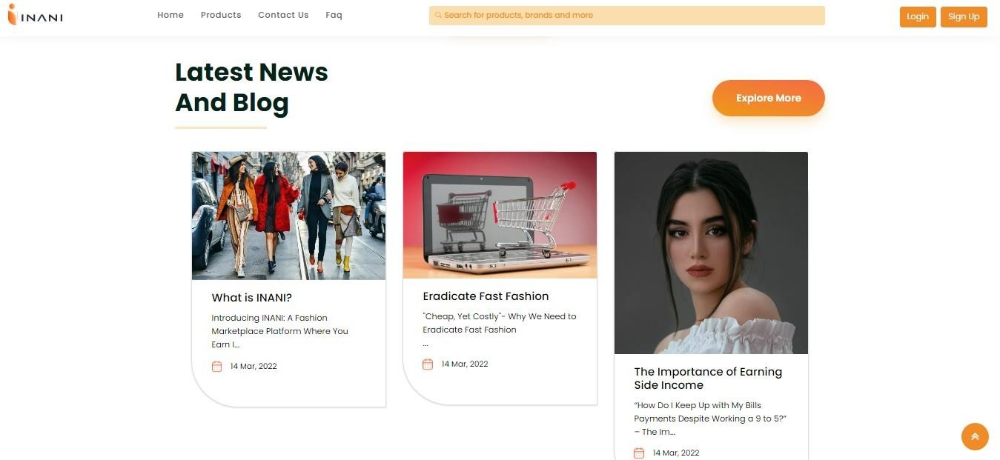 INANI
Home Products Contact Us Faq
Search for products, brands and more
Login Sign Up
Latest News
And Blog
Explore More
What is INANI?
Introducing INANI: A Fashion
Marketplace Platform Where You
Earn I...
14 Mar, 2022
Eradicate Fast Fashion
"Cheap, Yet Costly"- Why We Need to
Eradicate Fast Fashion
...
14 Mar, 2022
The Importance of Earning
Side Income
“How Do I Keep Up with My Bills
Payments Despite Working a 9 to 5?”
– The Im...
14 Mar, 2022